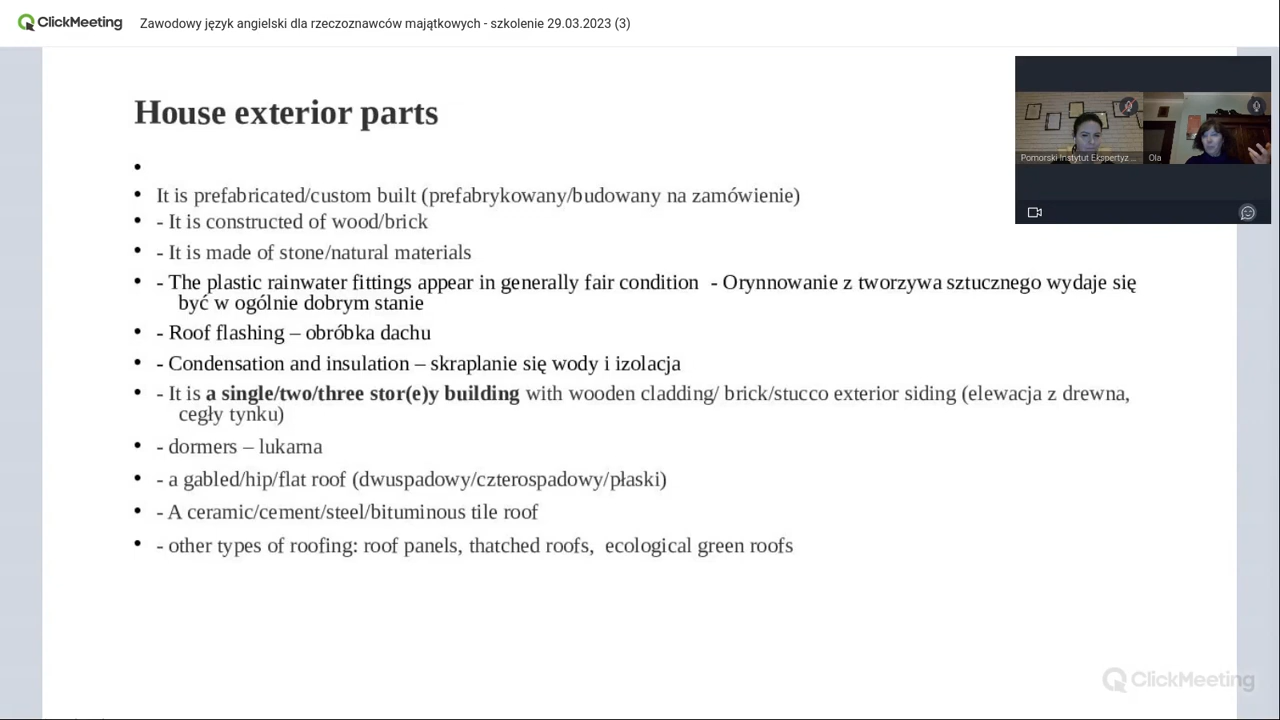 ClickMeeting
Zawodowy język angielski dla rzeczoznawców majątkowych - szkolenie 29.03.2023 (3)
House exterior parts
Pomorski Instytut Ekspertyz ...
Ola
•
• It is prefabricated/custom built (prefabrykowany/budowany na zamówienie)
• - It is constructed of wood/brick
• - It is made of stone/natural materials
• - The plastic rainwater fittings appear in generally fair condition  - Orynnowanie z tworzywa sztucznego wydaje się
być w ogólnie dobrym stanie
• - Roof flashing – obróbka dachu
• - Condensation and insulation – skraplanie się wody i izolacja
• - It is a single/two/three stor(e)y building with wooden cladding/ brick/stucco exterior siding (elewacja z drewna,
cegły tynku)
• - dormers – lukarna
• - a gabled/hip/flat roof (dwuspadowy/czterospadowy/płaski)
• - A ceramic/cement/steel/bituminous tile roof
• - other types of roofing: roof panels, thatched roofs,  ecological green roofs
ClickMeeting